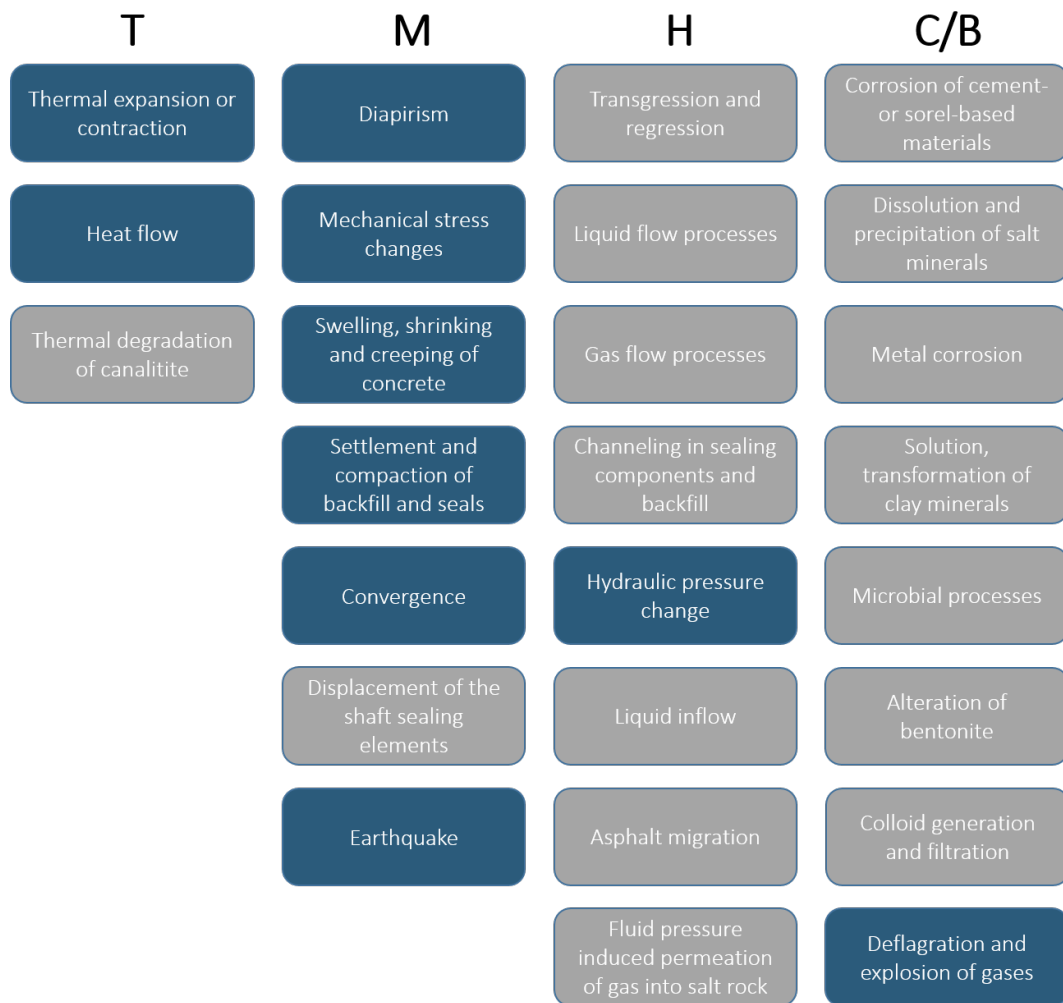 T
M
H
C/B
Thermal expansion or
contraction
Diapirism
Transgression and
regression
Corrosion of cement-
or sorel-based
materials
Heat flow
Mechanical stress
changes
Liquid flow processes
Dissolution and
precipitation of salt
minerals
Thermal degradation
of canalitite
Swelling, shrinking
and creeping of
concrete
Gas flow processes
Metal corrosion
Settlement and
compaction of
backfill and seals
Channeling in sealing
components and
backfill
Solution,
transformation of
clay minerals
Convergence
Hydraulic pressure
change
Microbial processes
Displacement of the
shaft sealing
elements
Liquid inflow
Alteration of
bentonite
Earthquake
Asphalt migration
Colloid generation
and filtration
Fluid pressure
induced permeation
of gas into salt rock
Deflagration and
explosion of gases